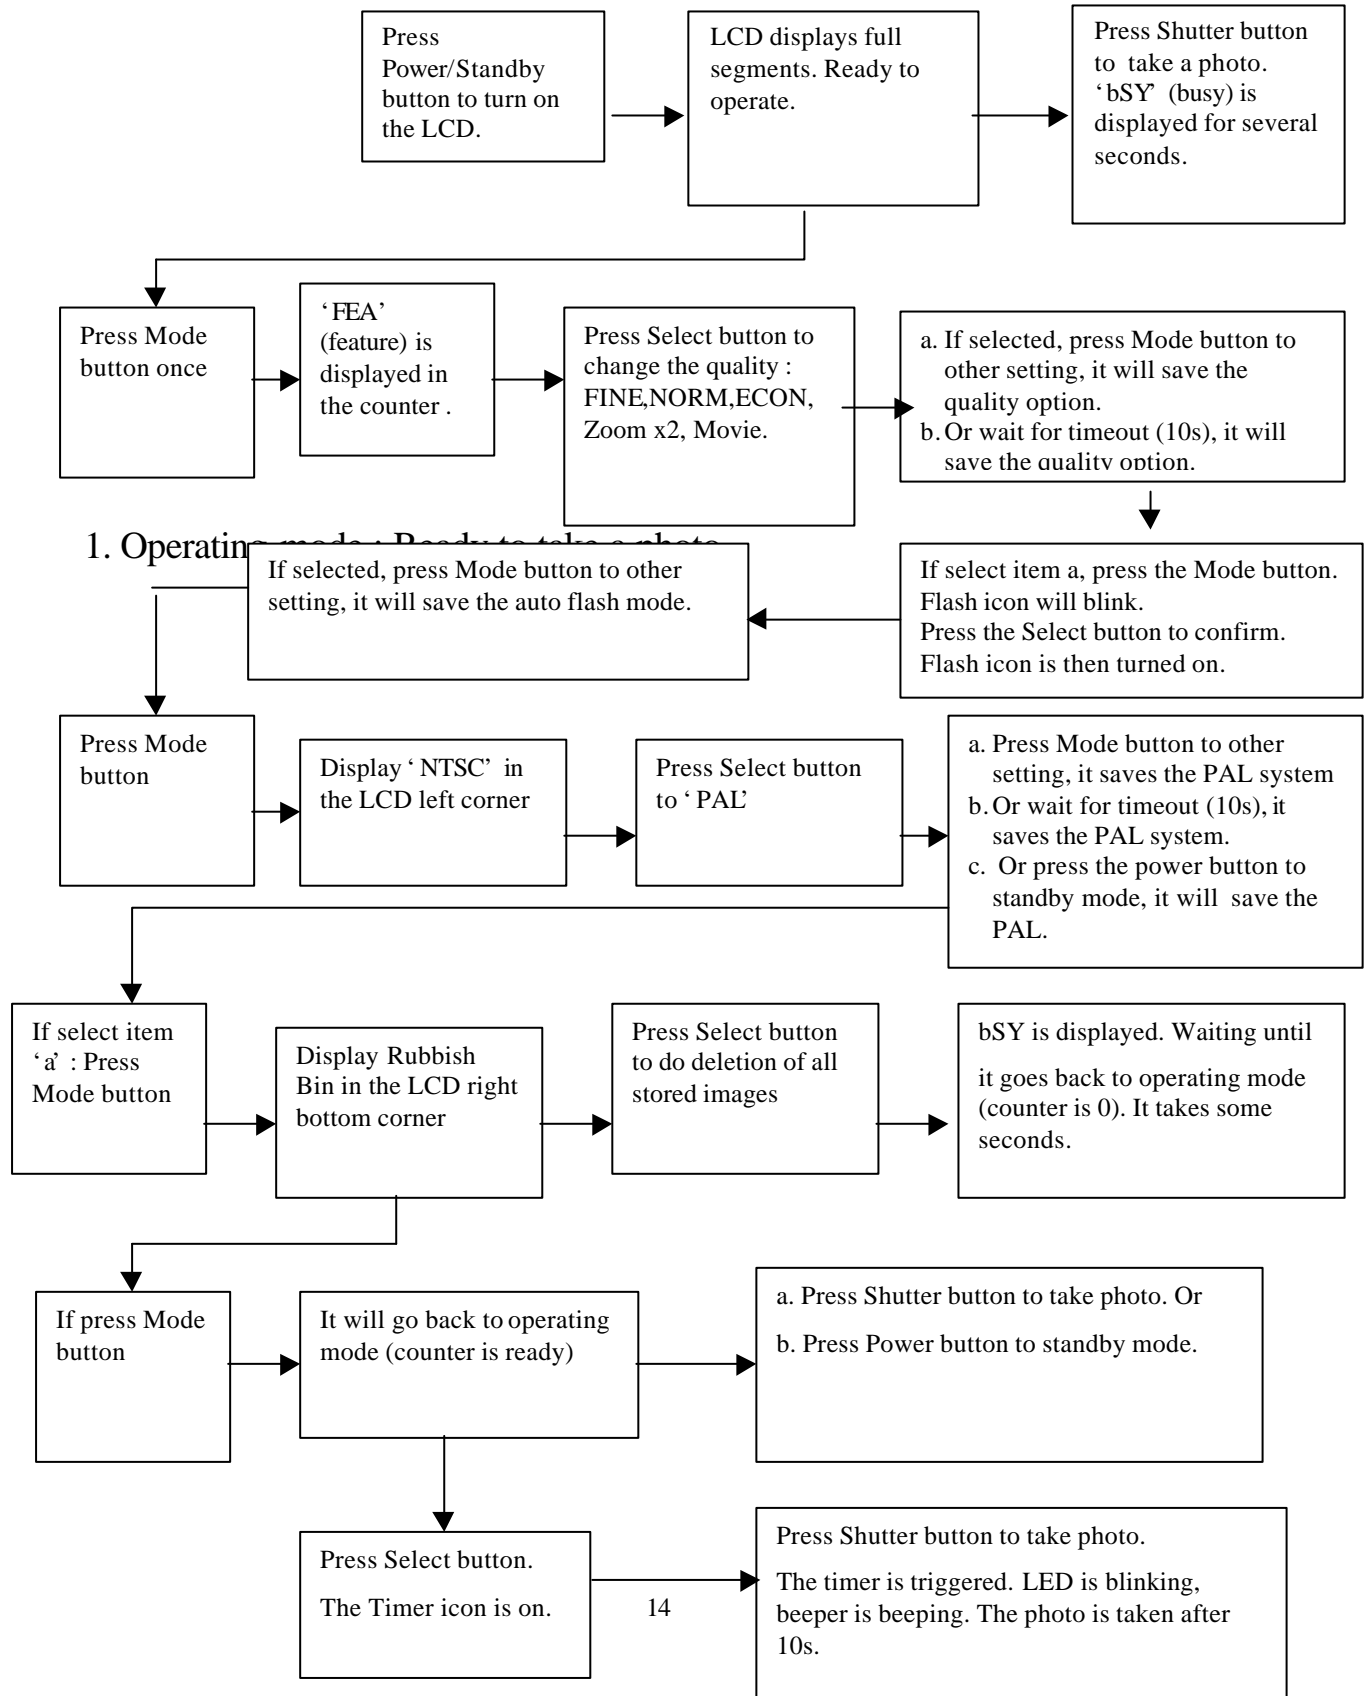 Press
Power/Standby
button to turn on
the LCD.
LCD displays full
segments. Ready to
operate.
Press Shutter button
to take a photo.
‘bSY’ (busy) is
displayed for several
seconds.
Press Mode
button once
‘FEA’
(feature) is
displayed in
the counter .
Press Select button to
change the quality :
FINE,NORM,ECON,
Zoom x2, Movie.
a. If selected, press Mode button to
other setting, it will save the
quality option.
b. Or wait for timeout (10s), it will
save the quality option.
1. Operating mode : Ready to take a photo
If selected, press Mode button to other
setting, it will save the auto flash mode.
If select item a, press the Mode button.
Flash icon will blink.
Press the Select button to confirm.
Flash icon is then turned on.
Press Mode
button
Display ‘NTSC’ in
the LCD left corner
Press Select button
to ‘PAL’
a. Press Mode button to other
setting, it saves the PAL system
b. Or wait for timeout (10s), it
saves the PAL system.
c. Or press the power button to
standby mode, it will save the
PAL.
If select item
‘a’ : Press
Mode button
Display Rubbish
Bin in the LCD right
bottom corner
Press Select button
to do deletion of all
stored images
bSY is displayed. Waiting until
it goes back to operating mode
(counter is 0). It takes some
seconds.
If press Mode
button
It will go back to operating
mode (counter is ready)
a. Press Shutter button to take photo. Or
b. Press Power button to standby mode.
Press Select button.
The Timer icon is on.
14
Press Shutter button to take photo.
The timer is triggered. LED is blinking,
beeper is beeping. The photo is taken after
10s.